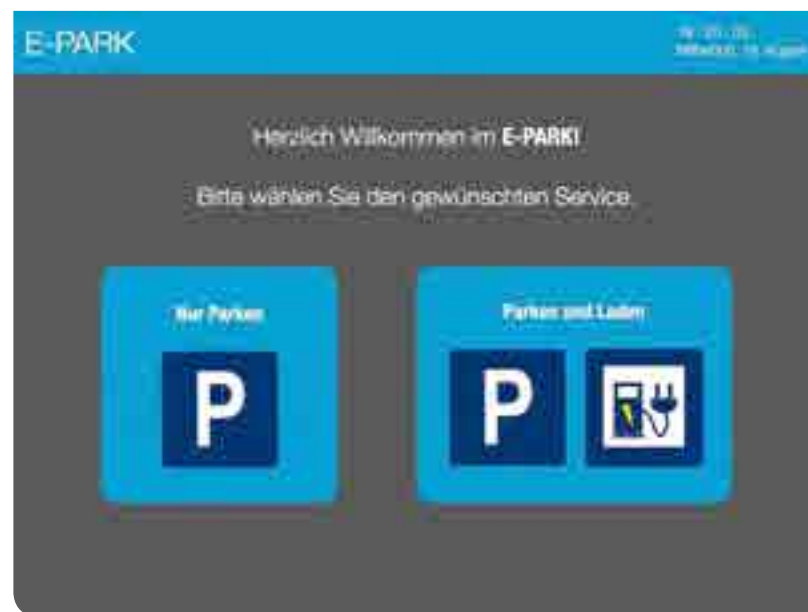 E-PARK
Herzlich Willkommen im E-PARK!
Bitte wählen Sie den gewünschten Service.
Nur Parken
Parken und Laden
P
P